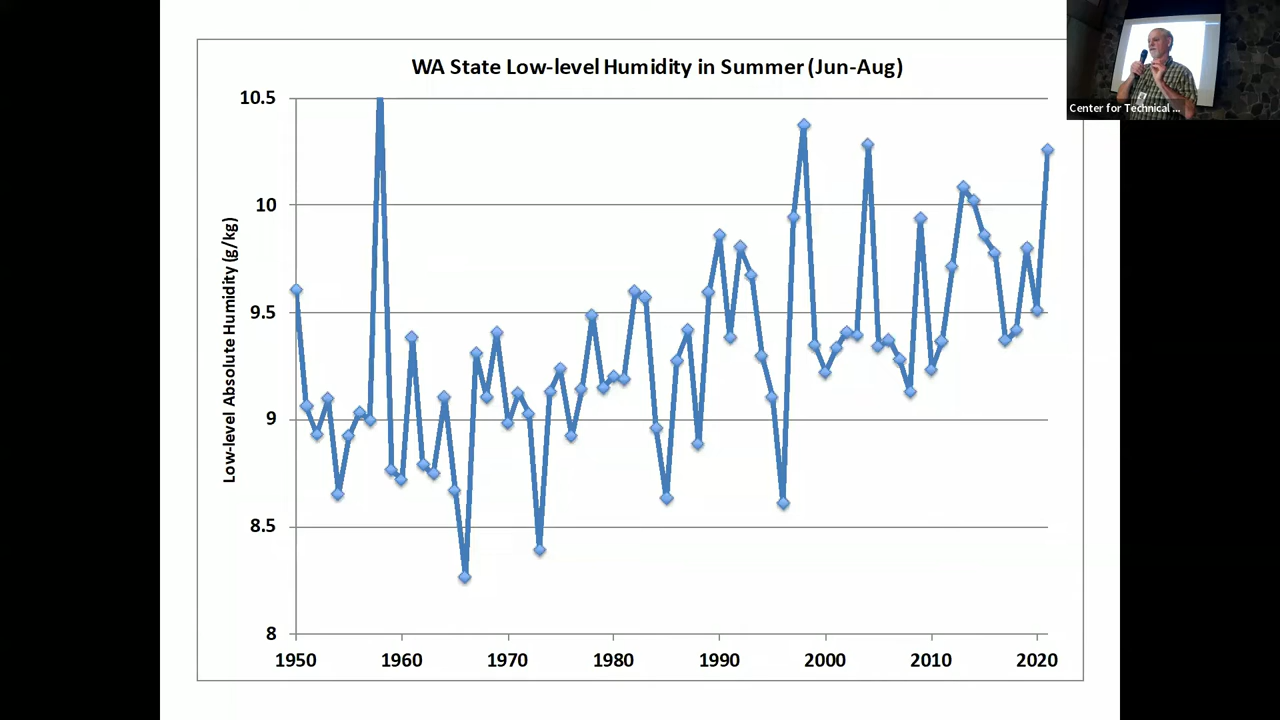 WA State Low-level Humidity in Summer (Jun-Aug)
Center for Technical ...
Low-level Absolute Humidity (g/kg)
10.5
10
9.5
9
8.5
8
1950 1960 1970 1980 1990 2000 2010 2020